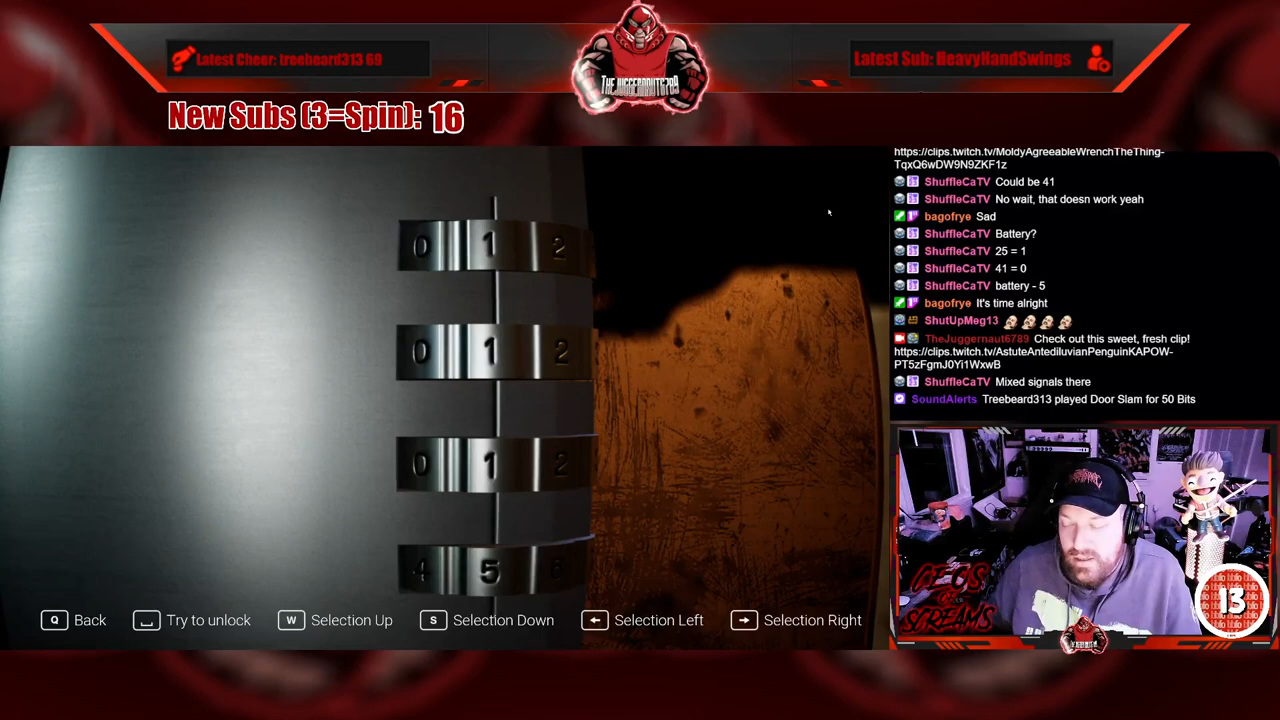 Latest Cheer: treebeard313 69
THEJUGGERNAUT6789
Latest Sub: HeavyHandSwings
New Subs (3=Spin): 16
https://clips.twitch.tv/MoldyAgreeableWrenchTheThing-
TqxQ6wDW9N9ZKF1z
ShuffleCaTV Could be 41
ShuffleCaTV No wait, that doesn work yeah
bagofrye Sad
ShuffleCaTV Battery?
ShuffleCaTV 25 = 1
ShuffleCaTV 41 = 0
ShuffleCaTV battery - 5
bagofrye It's time alright
ShutUpMeg13
TheJuggernaut6789 Check out this sweet, fresh clip!
https://clips.twitch.tv/AstuteAntediluvianPenguinKAPOW-
PT5zFgmJ0Yi1WxwB
ShuffleCaTV Mixed signals there
SoundAlerts Treebeard313 played Door Slam for 50 Bits
0 1 2
0 1 2
0 1 2
4 5 6
Q Back
Try to unlock
W Selection Up
S Selection Down
← Selection Left
→ Selection Right
SCREAMS
13